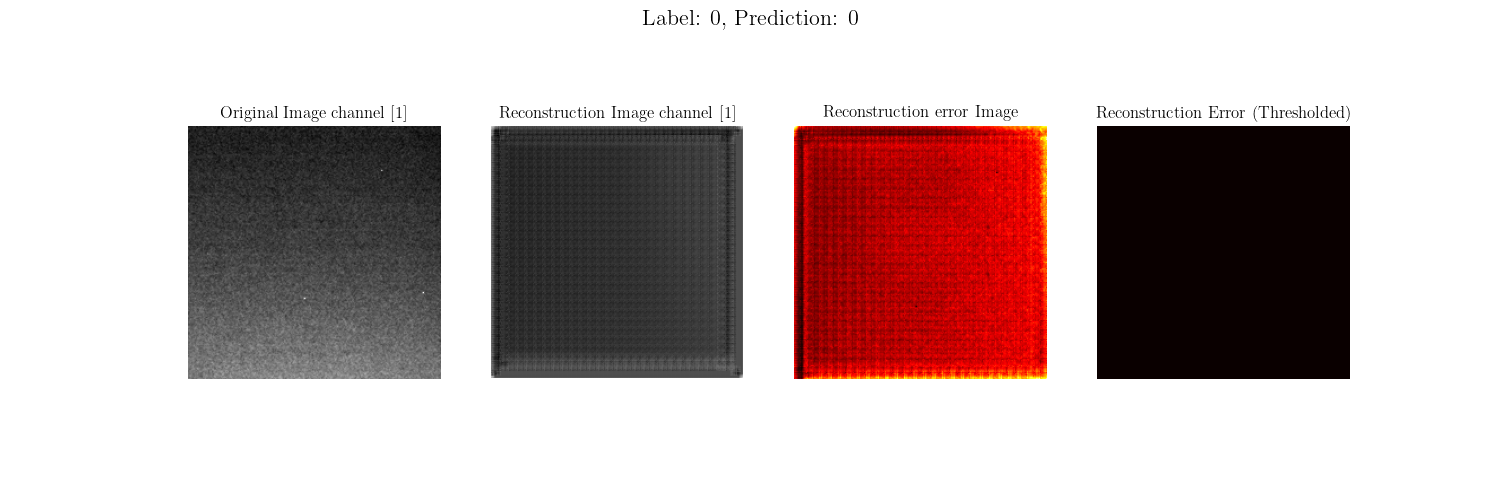 Label: 0, Prediction: 0
Original Image channel [1]
Reconstruction Image channel [1]
Reconstruction error Image
Reconstruction Error (Thresholded)